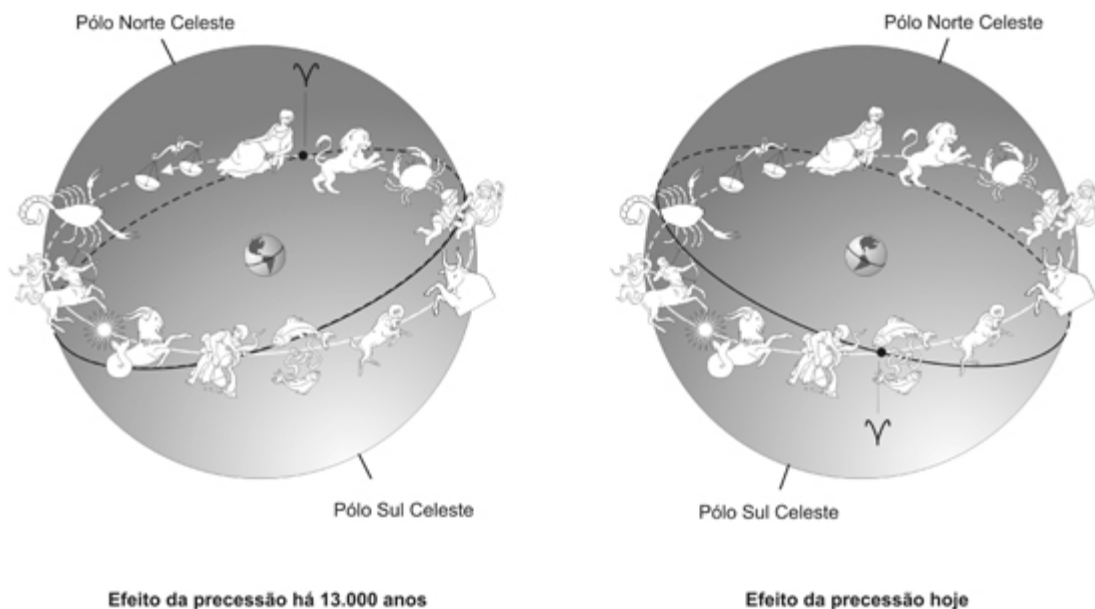 Pólo Norte Celeste
Pólo Norte Celeste
♈
♈
Pólo Sul Celeste
Pólo Sul Celeste
Efeito da precessão há 13.000 anos
Efeito da precessão hoje